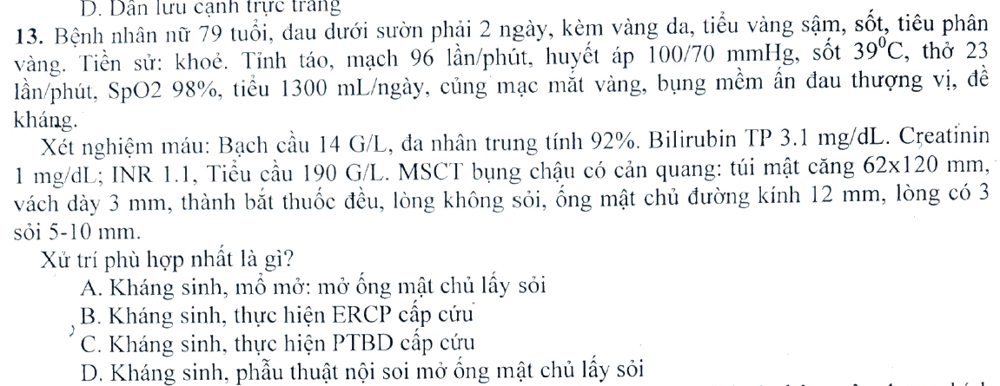 D. Dẫn lưu cạnh trực tràng
13. Bệnh nhân nữ 79 tuổi, đau dưới sườn phải 2 ngày, kèm vàng da, tiểu vàng sậm, sốt, tiêu phân
vàng. Tiền sử: khoẻ. Tỉnh táo, mạch 96 lần/phút, huyết áp 100/70 mmHg, sốt 39⁰C, thở 23
lần/phút, SpO2 98%, tiểu 1300 mL/ngày, củng mạc mắt vàng, bụng mềm ấn đau thượng vị, đề
kháng.
Xét nghiệm máu: Bạch cầu 14 G/L, đa nhân trung tính 92%. Bilirubin TP 3.1 mg/dL. Creatinin
1 mg/dL; INR 1.1, Tiểu cầu 190 G/L. MSCT bụng chậu có cản quang: túi mật căng 62x120 mm,
vách dày 3 mm, thành bắt thuốc đều, lòng không sỏi, ống mật chủ đường kính 12 mm, lòng có 3
sỏi 5-10 mm.
Xử trí phù hợp nhất là gì?
A. Kháng sinh, mổ mở: mở ống mật chủ lấy sỏi
B. Kháng sinh, thực hiện ERCP cấp cứu
C. Kháng sinh, thực hiện PTBD cấp cứu
D. Kháng sinh, phẫu thuật nội soi mở ống mật chủ lấy sỏi